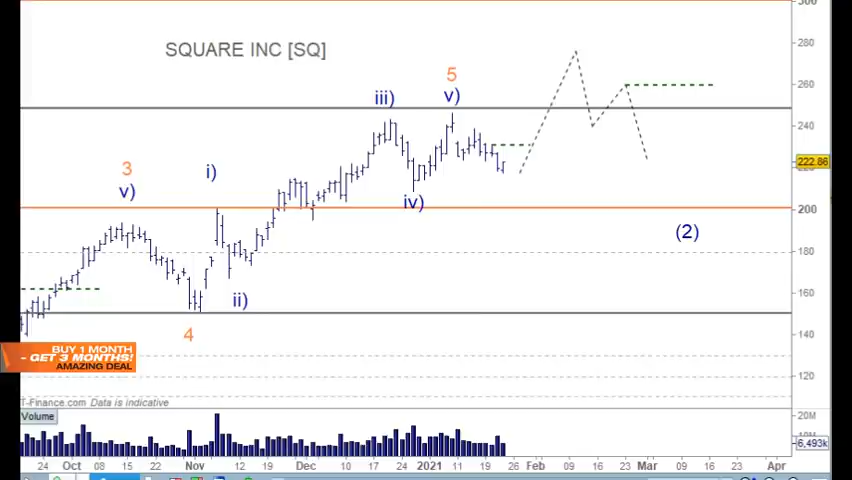 300
280
SQUARE INC [SQ]
5
260
iii)
v)
240
3
i)
222.86
v)
iv)
200
(2)
180
ii)
160
4
140
BUY 1 MONTH
- GET 3 MONTHS!
AMAZING DEAL
120
T-Finance.com Data is indicative
Volume
20M
6,493k
24 Oct 08 15 22 Nov 12 19 Dec 10 17 24 2021 11 19 26 Feb 09 16 23 Mar 09 16 23 Apr